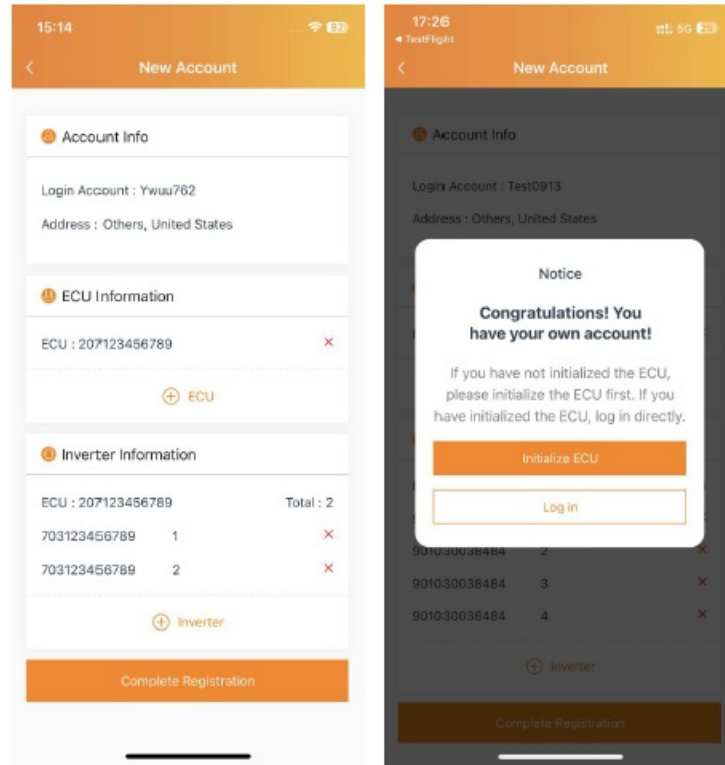 15:14
82
New Account
Account Info
Login Account : Ywuu762
Address : Others, United States
ECU Information
ECU : 207123456789
ECU
Inverter Information
ECU : 207123456789 Total : 2
703123456789 1
703123456789 2
Inverter
Complete Registration
17:26
TestFlight
5G
New Account
Account Info
Login Account : Test0913
Address : Others, United States
Notice
Congratulations! You
have your own account!
If you have not initialized the ECU,
please initialize the ECU first. If you
have initialized the ECU, log in directly.
Initialize ECU
Log in
901030038484 2
901030038484 3
901030038484 4
Inverter
Complete Registration